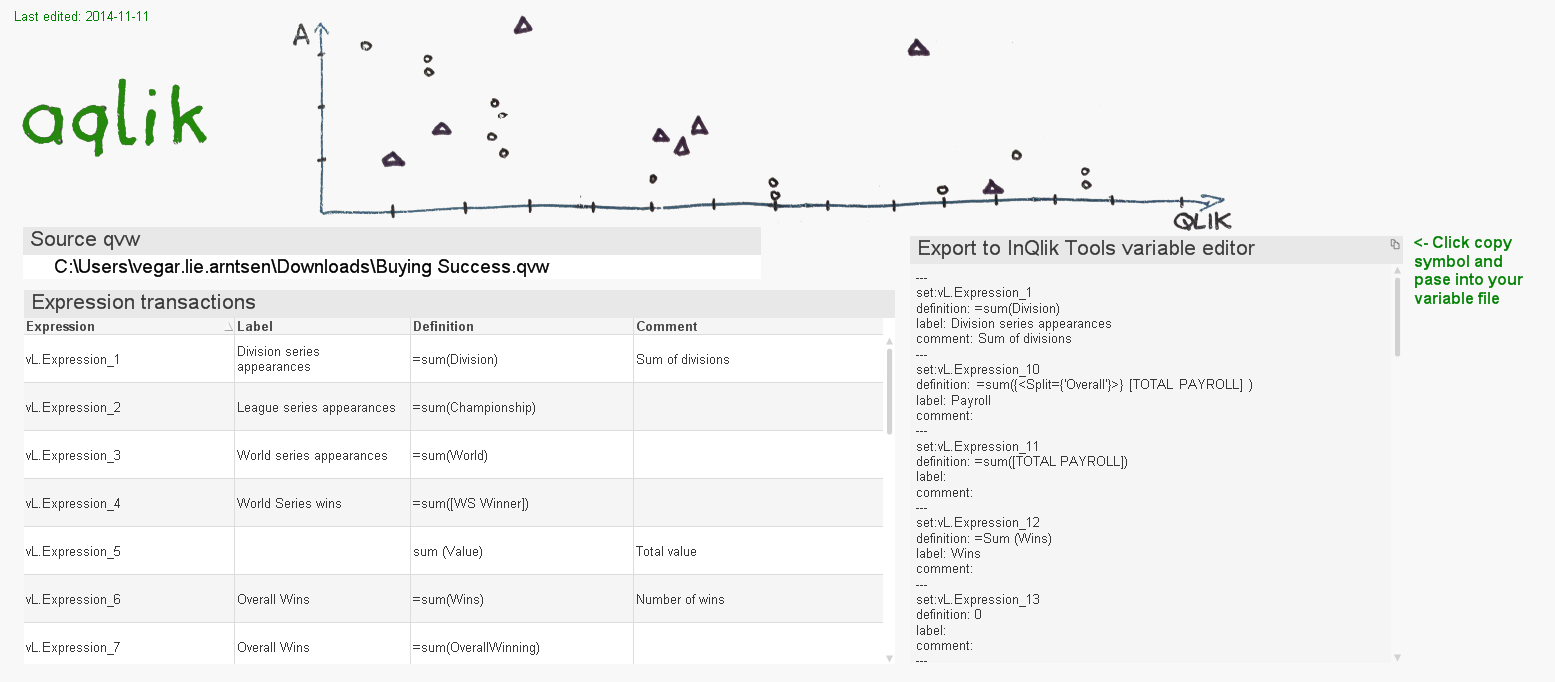 Last edited: 2014-11-11
A
aqlik
QLIK
Source qvw
C:\Users\vegar.lie.arntsen\Downloads\Buying Success.qvw
Expression transactions
Expression Label Definition Comment
vL.Expression_1 Division series appearances =sum(Division) Sum of divisions
vL.Expression_2 League series appearances =sum(Championship)
vL.Expression_3 World series appearances =sum(World)
vL.Expression_4 World Series wins =sum([WS Winner])
vL.Expression_5 sum (Value) Total value
vL.Expression_6 Overall Wins =sum(Wins) Number of wins
vL.Expression_7 Overall Wins =sum(OverallWinning)
Export to InQlik Tools variable editor
---
set:vL.Expression_1
definition: =sum(Division)
label: Division series appearances
comment: Sum of divisions
---
set:vL.Expression_10
definition: =sum({<Split={'Overall'}>} [TOTAL PAYROLL] )
label: Payroll
comment:
---
set:vL.Expression_11
definition: =sum([TOTAL PAYROLL])
label:
comment:
---
set:vL.Expression_12
definition: =Sum (Wins)
label: Wins
comment:
---
set:vL.Expression_13
definition: 0
label:
comment:
---
<- Click copy
symbol and
pase into your
variable file